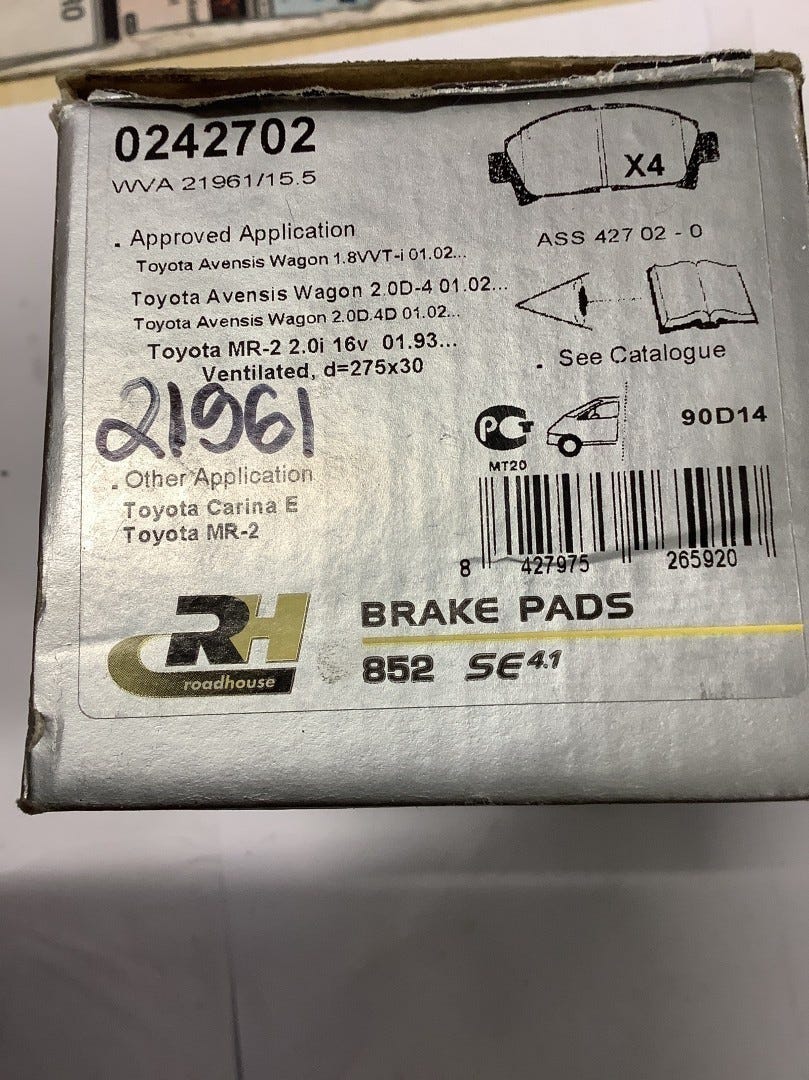 0242702
WVA 21961/15.5
X4
ASS 427 02 - 0
. Approved Application
Toyota Avensis Wagon 1.8VVT-i 01.02...
Toyota Avensis Wagon 2.0D-4 01.02...
Toyota Avensis Wagon 2.0D.4D 01.02...
Toyota MR-2 2.0i 16v 01.93...
Ventilated, d=275x30
. See Catalogue
21961
PCT
MT20
90D14
. Other Application
Toyota Carina E
Toyota MR-2
8 427975 265920
RH
roadhouse
BRAKE PADS
852 SE 4.1